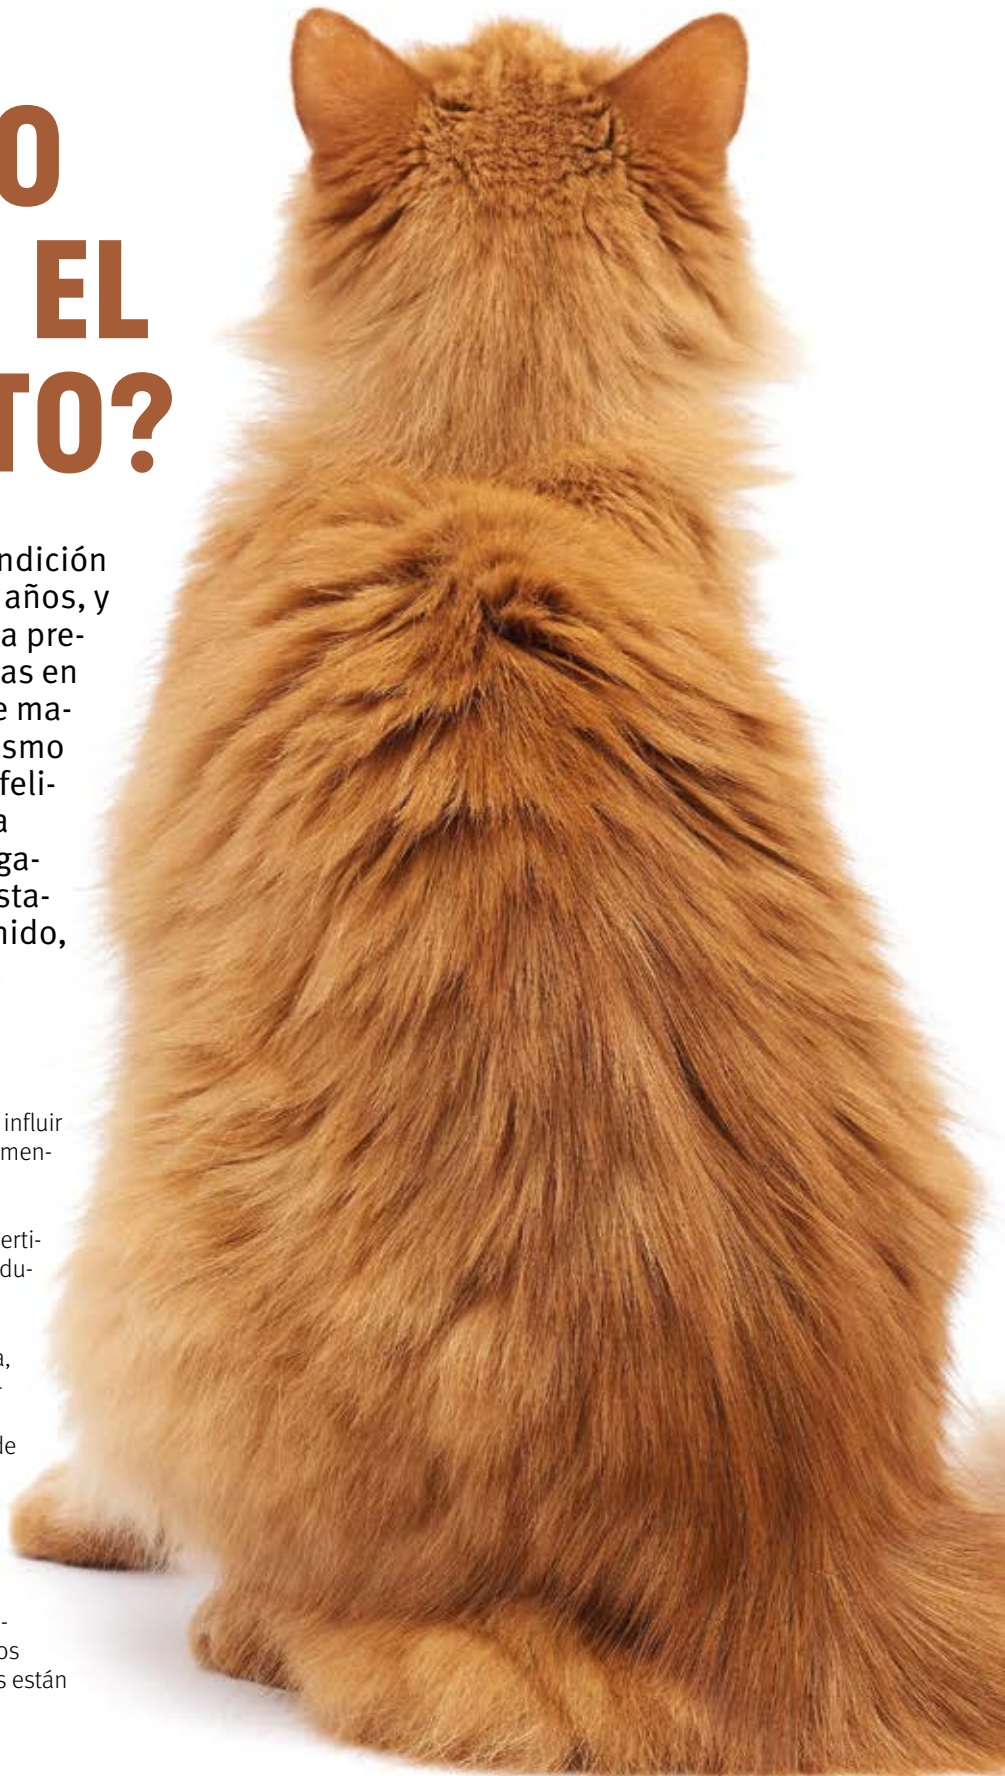 O
EL
TO?
ndición
años, y
a pre-
as en
e ma-
smo
feli-
a
ga-
sta-
nido,
influir
men-
erti-
du-
a,
-
de
-
os
s están